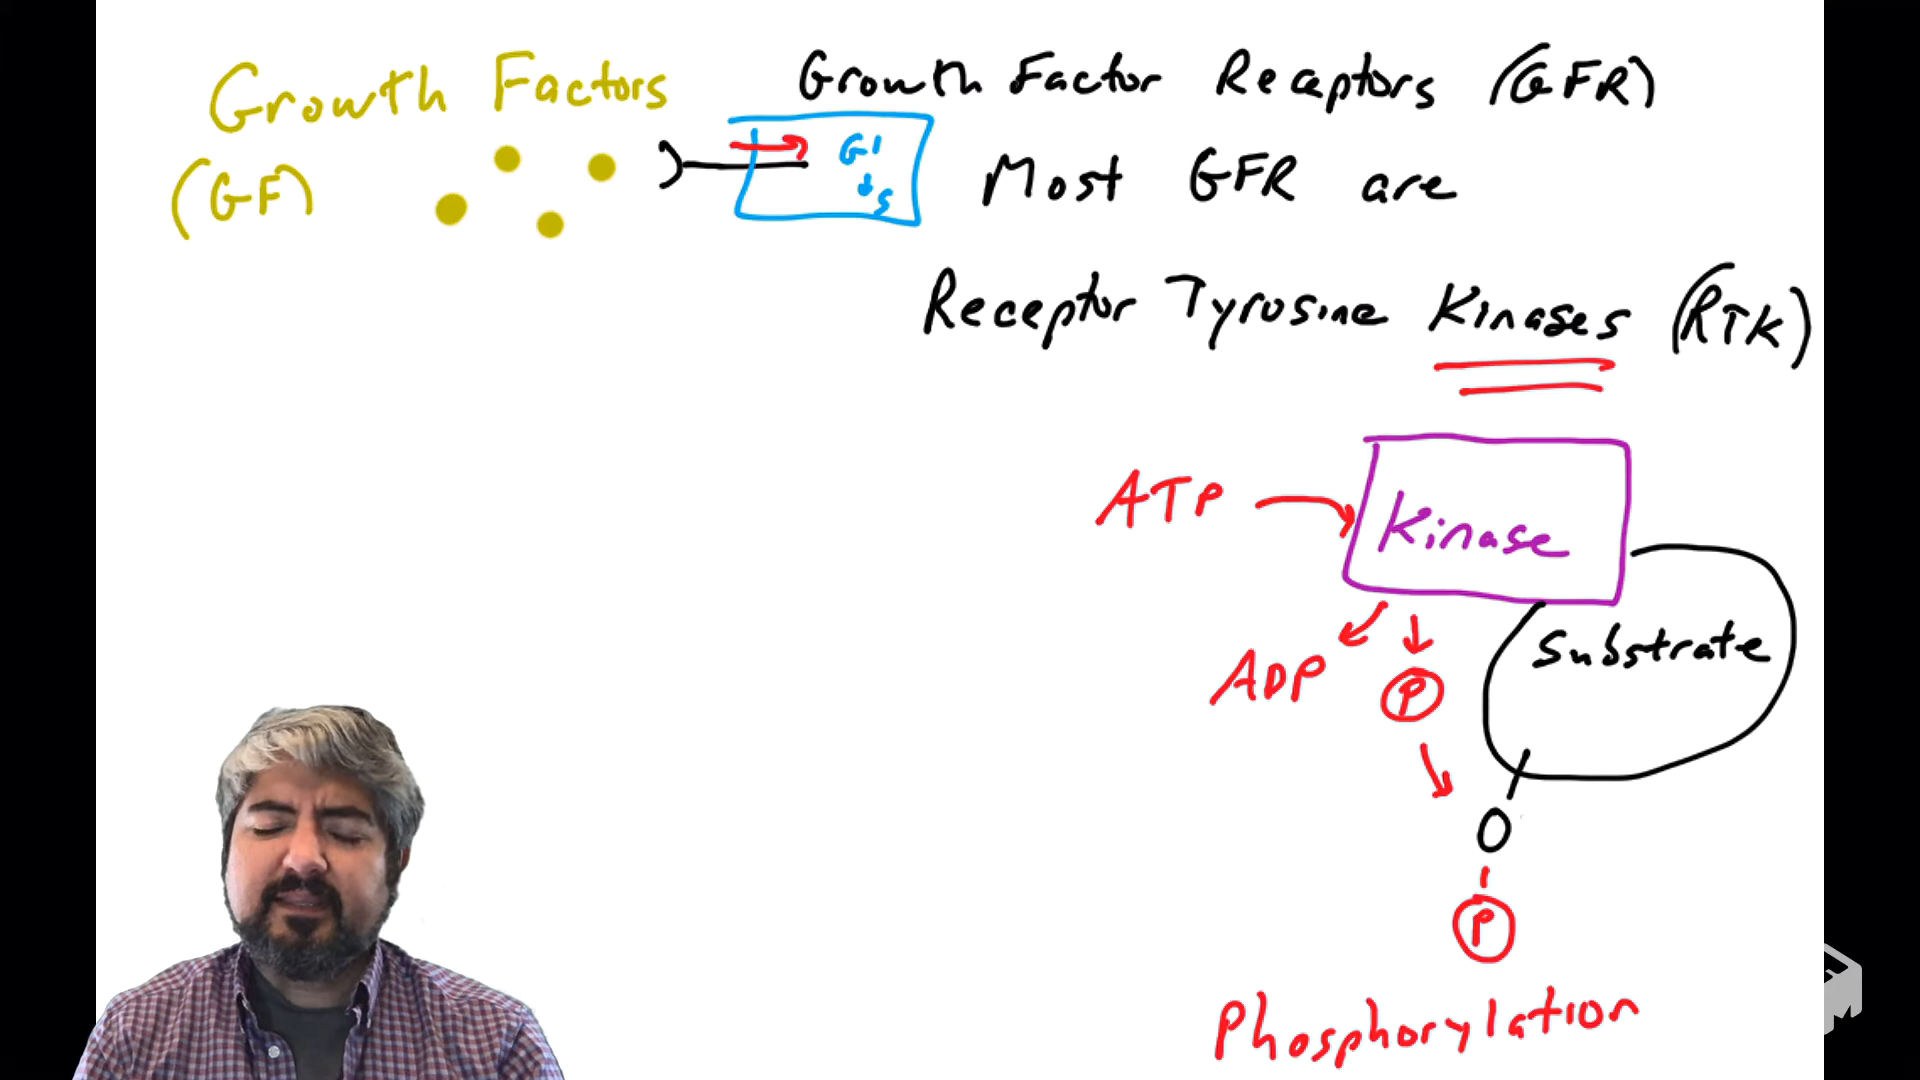 Growth Factors
(GF)
Growth Factor Receptors (GFR)
G1
S
Most GFR are
Receptor Tyrosine Kinases (RTK)
ATP
Kinase
Substrate
ADP
P
O
P
Phosphorylation